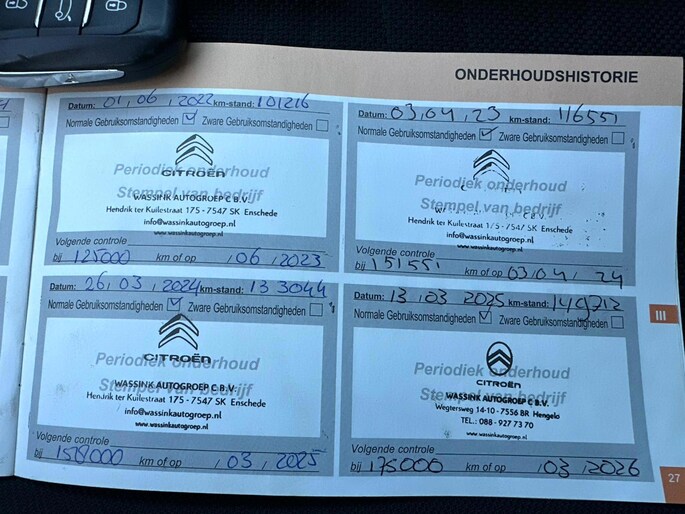 ONDERHOUDSHISTORIE
Datum: 01, 06, 2022 km-stand: 101216
Normale Gebruiksomstandigheden ☑ Zware Gebruiksomstandigheden
Periodiek onderhoud
CITROËN
Stempel van bedrijf
WASSINK AUTOGROEP C B.V.
Hendrik ter Kuilestraat 175 - 7547 SK Enschede
info@wassinkautogroep.nl
www.wassinkautogroep.nl
Volgende controle
bij 125000 km of op , 06, 2023
Datum: 03, 04, 23 km-stand: 116551
Normale Gebruiksomstandigheden ☑ Zware Gebruiksomstandigheden
Periodiek onderhoud
Stempel van bedrijf
Hendrik ter Kuilestraat 175 - 7547 SK Enschede
info@wassinkautogroep.nl
www.wassinkautogroep.nl
Volgende controle
bij 151551 km of op 03, 04, 24
Datum: 26, 03, 2024 km-stand: 133044
Normale Gebruiksomstandigheden ☑ Zware Gebruiksomstandigheden
Periodiek onderhoud
CITROËN
Stempel van bedrijf
WASSINK AUTOGROEP C B.V.
Hendrik ter Kuilestraat 175 - 7547 SK Enschede
info@wassinkautogroep.nl
www.wassinkautogroep.nl
Volgende controle
bij km of op , 03, 2025
Datum: 13, 03, 2025 km-stand:
Normale Gebruiksomstandigheden ☑ Zware Gebruiksomstandigheden
Periodiek onderhoud
CITROËN
Stempel van bedrijf
WASSINK AUTOGROEP C B.V.
Wegtersweg 14-10 - 7556 BR Hengelo
TEL.: 088 - 927 73 70
www.wassinkautogroep.nl
Volgende controle
bij 175000 km of op , 03, 2026
III
27